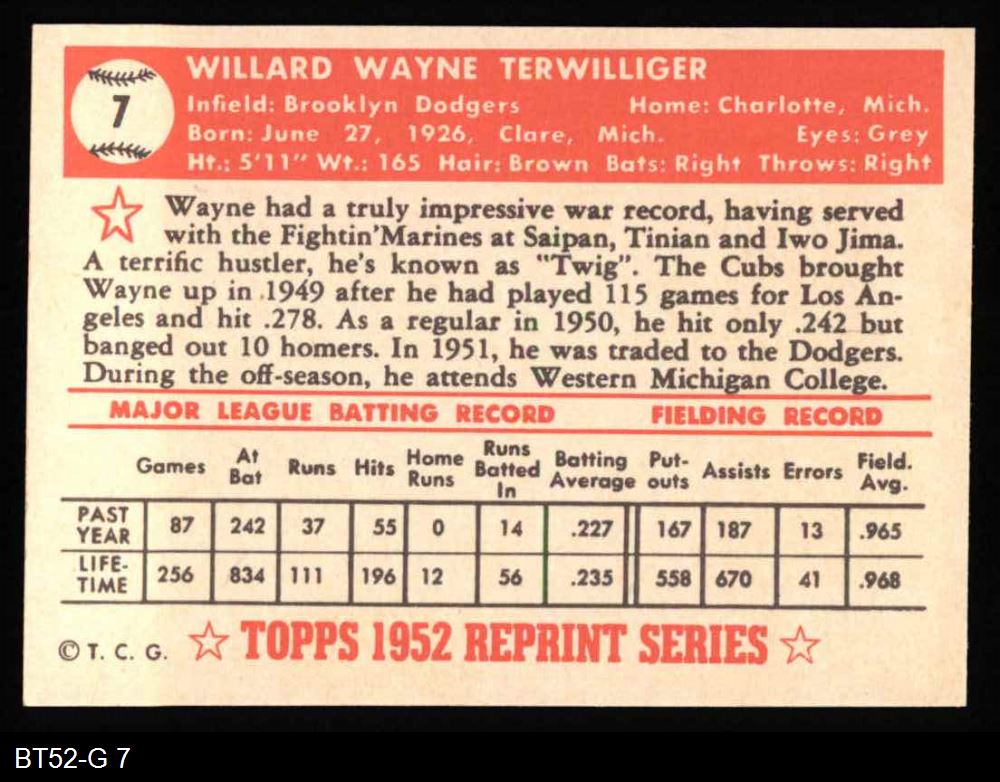 7
WILLARD WAYNE TERWILLIGER
Infield: Brooklyn Dodgers Home: Charlotte, Mich.
Born: June 27, 1926, Clare, Mich. Eyes: Grey
Ht.: 5'11" Wt.: 165 Hair: Brown Bats: Right Throws: Right
Wayne had a truly impressive war record, having served
with the Fightin'Marines at Saipan, Tinian and Iwo Jima.
A terrific hustler, he's known as "Twig". The Cubs brought
Wayne up in 1949 after he had played 115 games for Los An-
geles and hit .278. As a regular in 1950, he hit only .242 but
banged out 10 homers. In 1951, he was traded to the Dodgers.
During the off-season, he attends Western Michigan College.
MAJOR LEAGUE BATTING RECORD FIELDING RECORD
Games At Bat Runs Hits Home Runs Runs Batted In Batting Average Put-outs Assists Errors Field. Avg.
PAST YEAR 87 242 37 55 0 14 .227 167 187 13 .965
LIFE-TIME 256 834 111 196 12 56 .235 558 670 41 .968
© T. C. G. TOPPS 1952 REPRINT SERIES
BT52-G 7